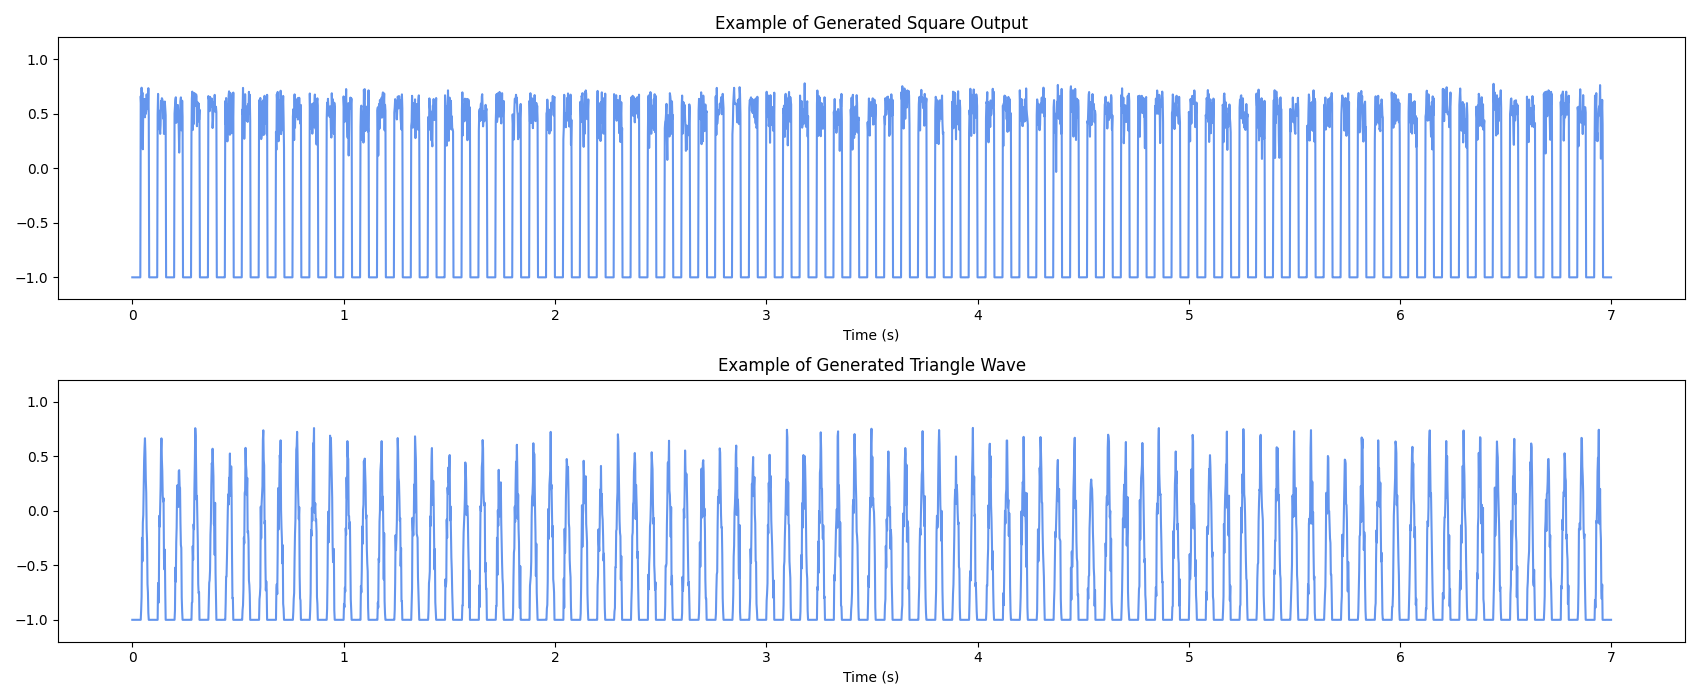 Example of Generated Square Output
1.0
0.5
0.0
−0.5
−1.0
0 1 2 3 4 5 6 7
Time (s)
Example of Generated Triangle Wave
1.0
0.5
0.0
−0.5
−1.0
0 1 2 3 4 5 6 7
Time (s)